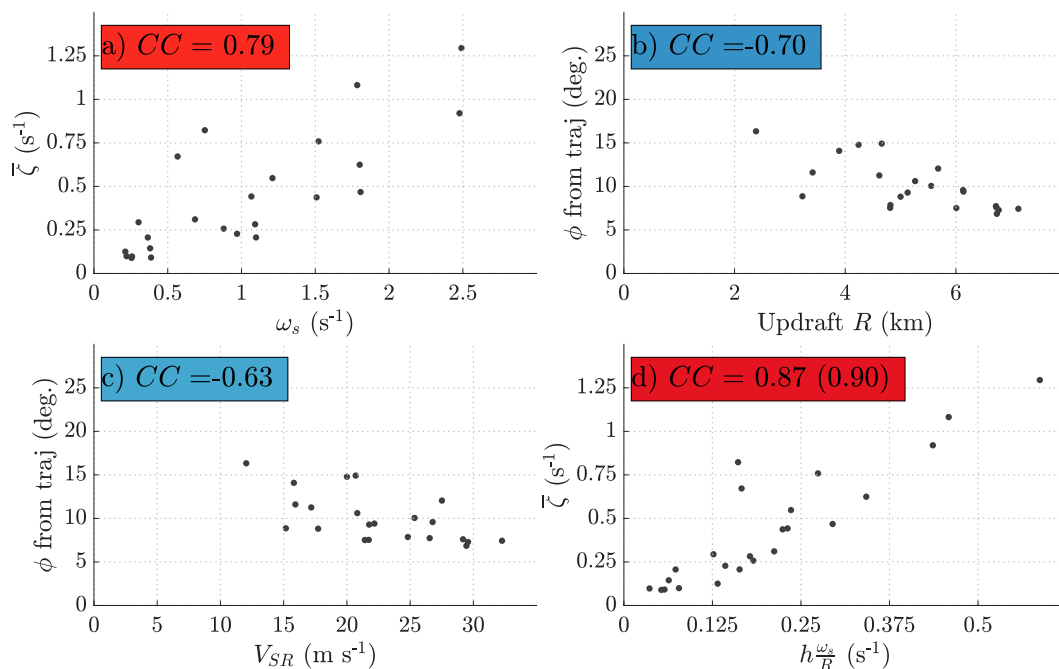 a) CC = 0.79
1.25
1
0.75
0.5
0.25
0
ζ̅ (s⁻¹)
0 0.5 1 1.5 2 2.5
ω_s (s⁻¹)
b) CC =-0.70
25
20
15
10
5
0
ϕ from traj (deg.)
0 2 4 6
Updraft R (km)
c) CC =-0.63
25
20
15
10
5
0
ϕ from traj (deg.)
0 5 10 15 20 25 30
V_SR (m s⁻¹)
d) CC = 0.87 (0.90)
1.25
1
0.75
0.5
0.25
0
ζ̅ (s⁻¹)
0 0.125 0.25 0.375 0.5
h ω_s/R (s⁻¹)